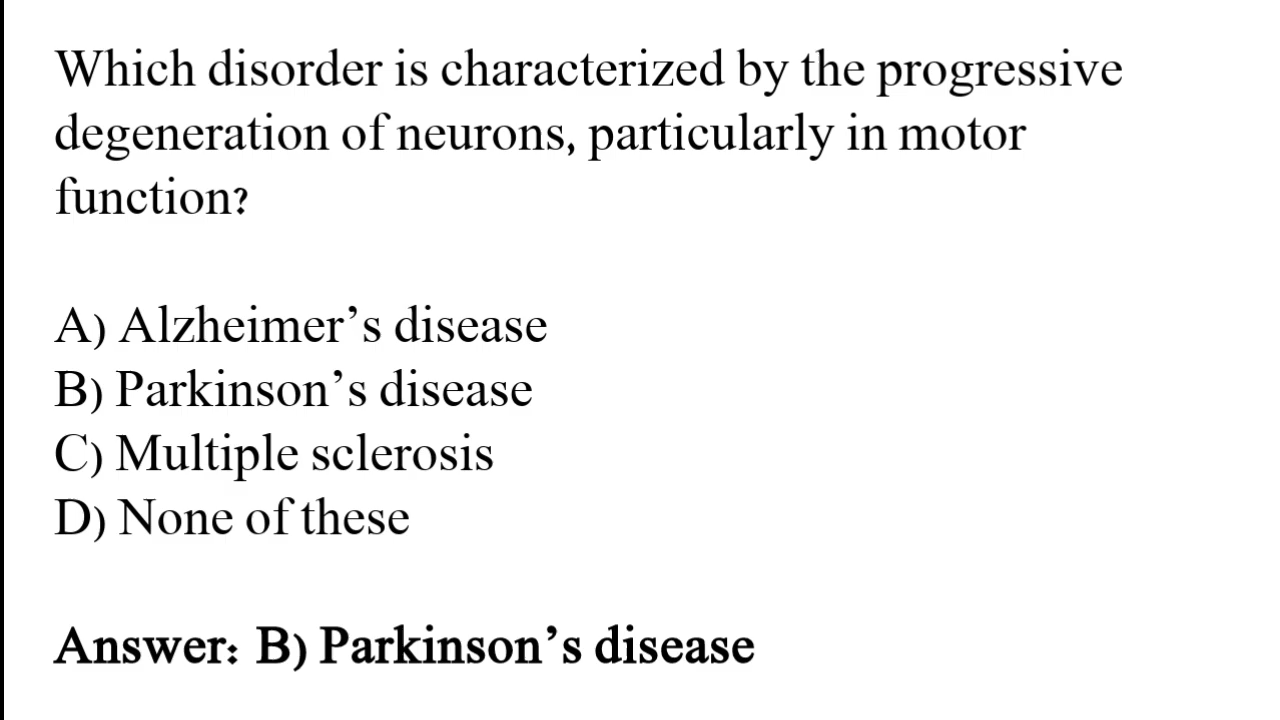 Which disorder is characterized by the progressive
degeneration of neurons, particularly in motor
function?
A) Alzheimer’s disease
B) Parkinson’s disease
C) Multiple sclerosis
D) None of these
Answer: B) Parkinson’s disease